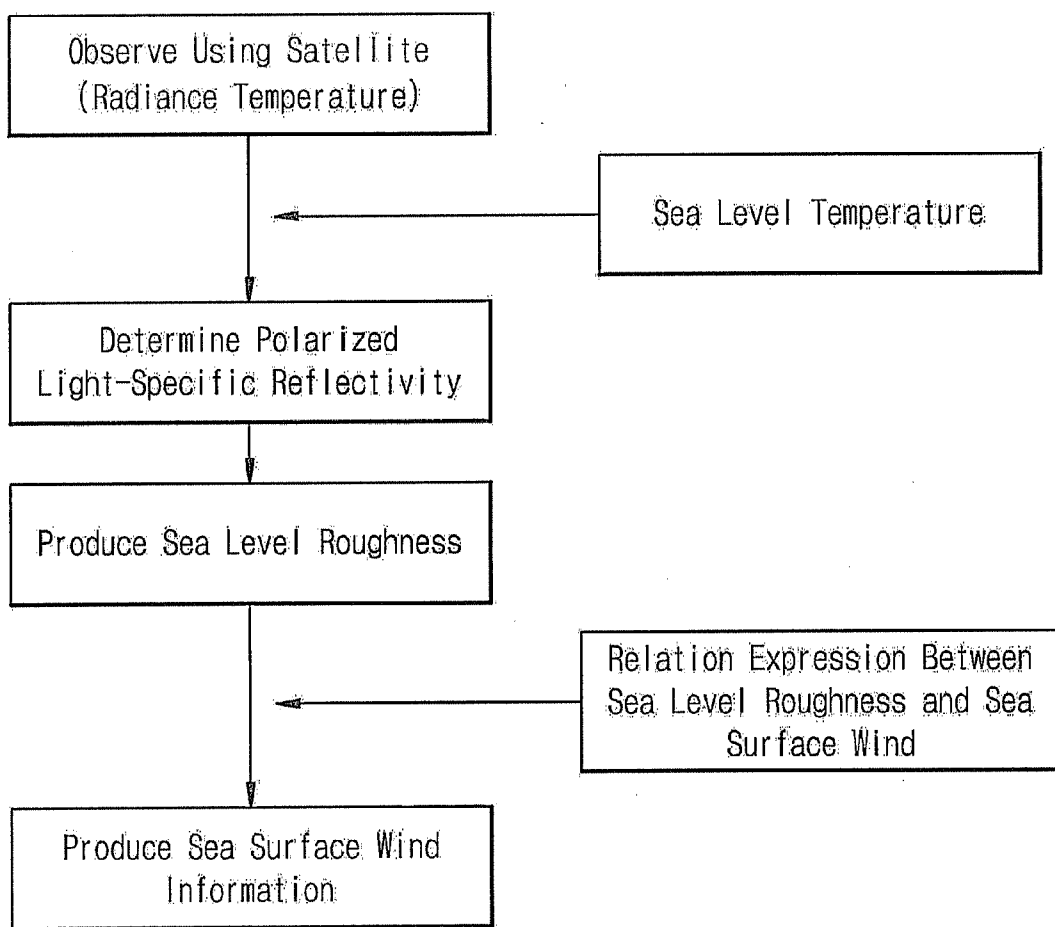 Observe Using Satellite
(Radiance Temperature)
Sea Level Temperature
Determine Polarized
Light-Specific Reflectivity
Produce Sea Level Roughness
Relation Expression Between
Sea Level Roughness and Sea
Surface Wind
Produce Sea Surface Wind
Information